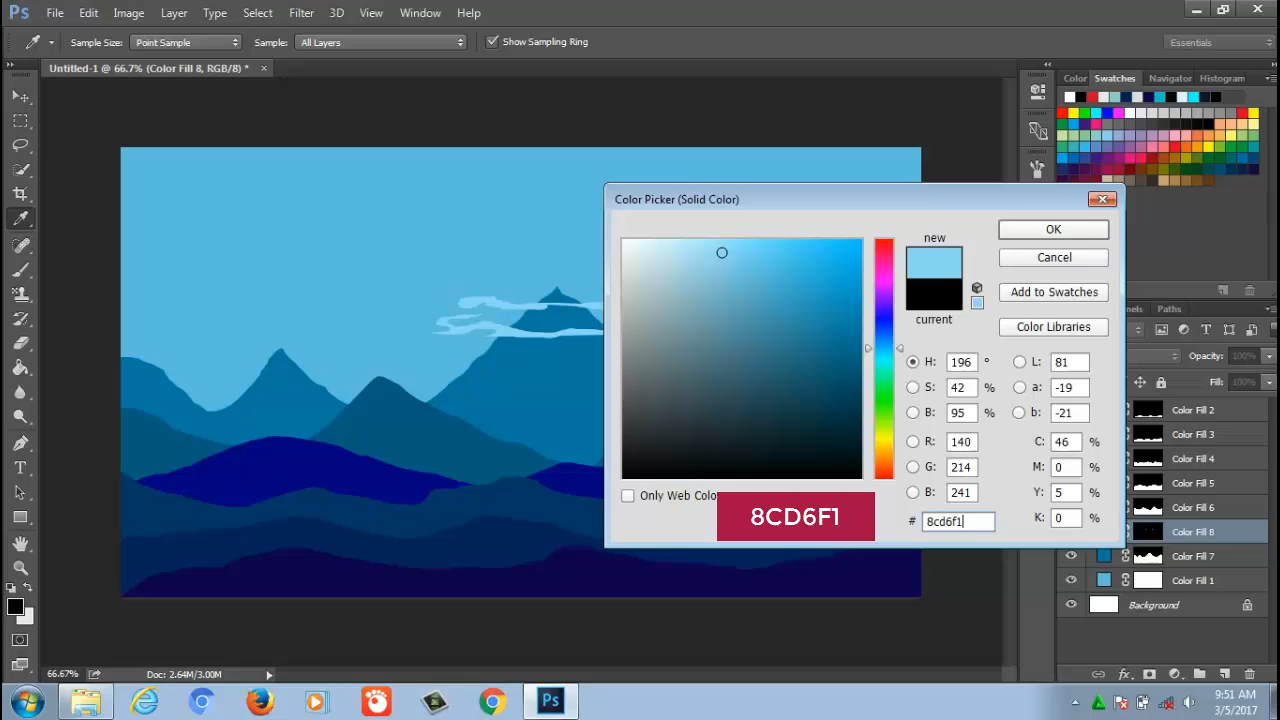 Ps File Edit Image Layer Type Select Filter 3D View Window Help
Sample Size: Point Sample Sample: All Layers Show Sampling Ring Essentials
Untitled-1 @ 66.7% (Color Fill 8, RGB/8) * ×
Color Swatches Navigator Histogram
Color Picker (Solid Color)
new
OK
Cancel
Add to Swatches
current
Color Libraries
H: 196 ° L: 81
S: 42 % a: -19
B: 95 % b: -21
R: 140 C: 46 %
G: 214 M: 0 %
B: 241 Y: 5 %
# 8cd6f1 K: 0 %
Only Web Colo
8CD6F1
nels Paths
Opacity: 100%
Fill: 100%
Color Fill 2
Color Fill 3
Color Fill 4
Color Fill 5
Color Fill 6
Color Fill 8
Color Fill 7
Color Fill 1
Background
66.67% Doc: 2.64M/3.00M
Ps
9:51 AM
3/5/2017